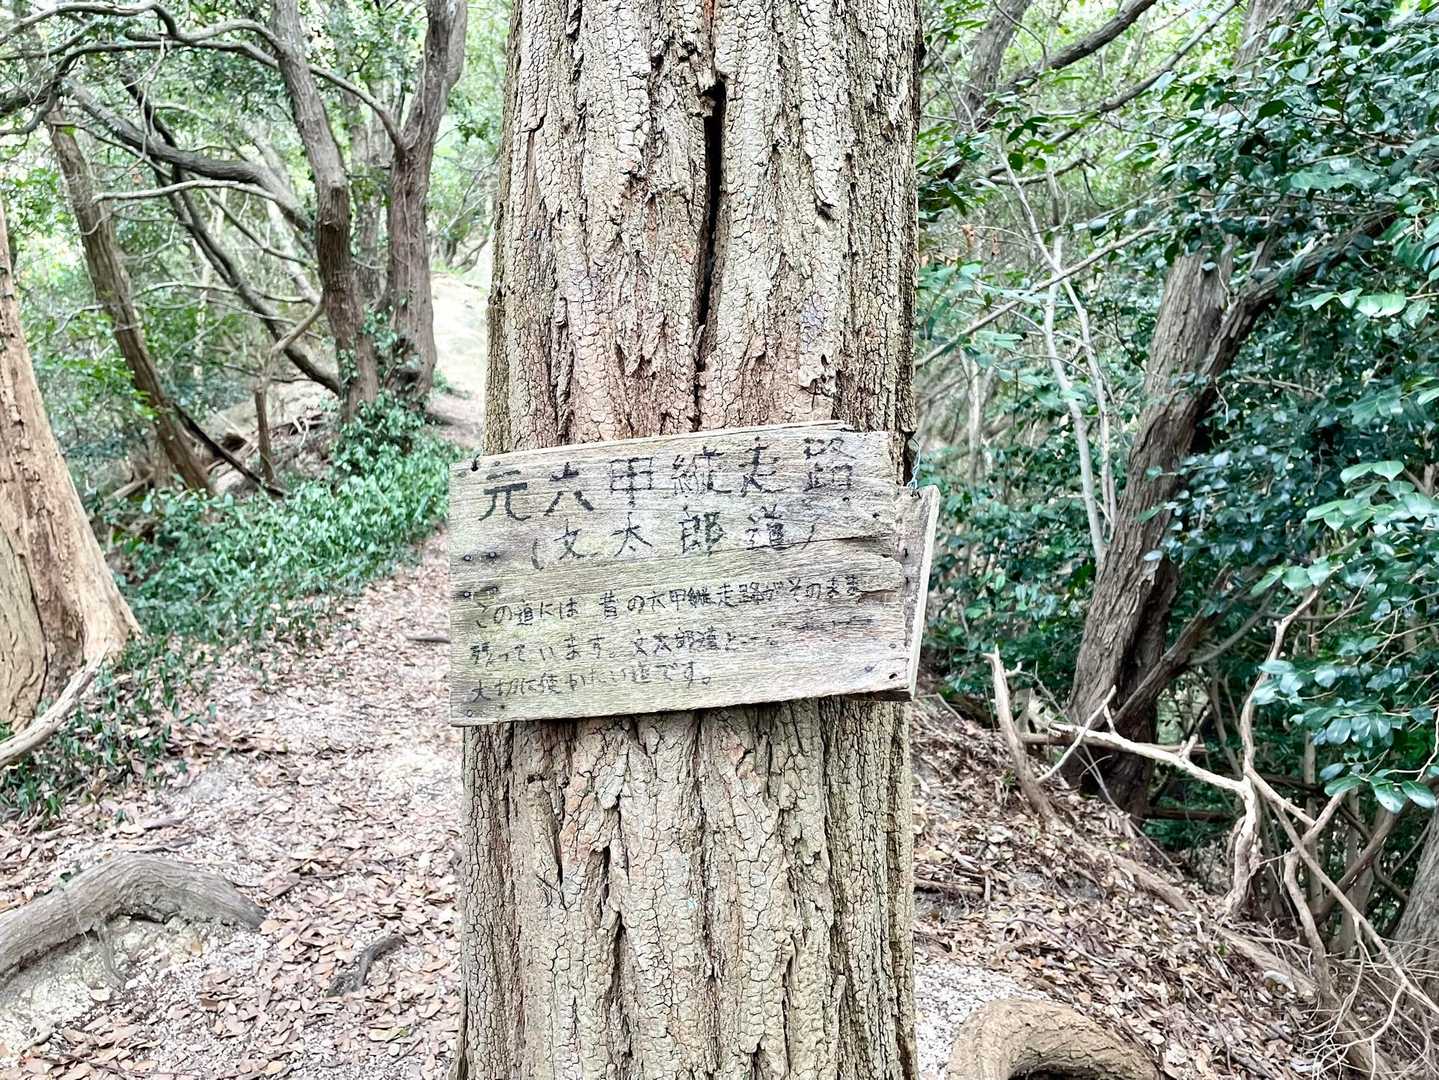 元六甲縦走路
(文太郎道)
この道には昔の六甲縦走路がそのまま
残っています。文太郎道と
大切に使いたい道です。